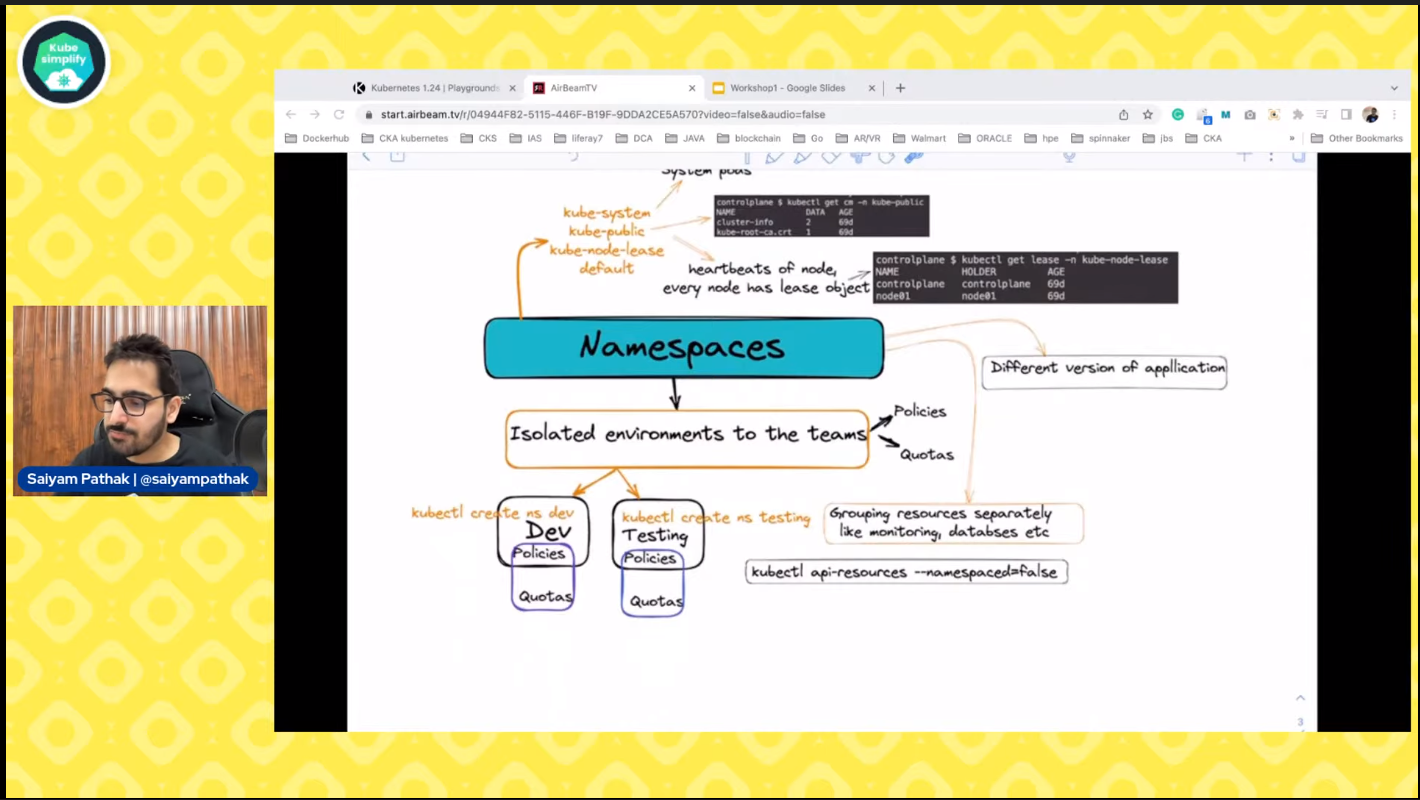 Kube
simplify
Kubernetes 1.24 | Playgrounds
AirBeamTV
Workshop1 - Google Slides
start.airbeam.tv/r/04944F82-5115-446F-B19F-9DDA2CE5A570?video=false&audio=false
Dockerhub
CKA kubernetes
CKS
IAS
liferay7
DCA
JAVA
blockchain
Go
AR/VR
Walmart
ORACLE
hpe
spinnaker
jbs
CKA
»
Other Bookmarks
System pods
kube-system
kube-public
kube-node-lease
default
controlplane $ kubectl get cm -n kube-public
NAME DATA AGE
cluster-info 2 69d
kube-root-ca.crt 1 69d
heartbeats of node,
every node has lease object
controlplane $ kubectl get lease -n kube-node-lease
NAME HOLDER AGE
controlplane controlplane 69d
node01 node01 69d
Namespaces
Different version of appllication
Isolated environments to the teams
Policies
Quotas
kubectl create ns dev
Dev
Policies
Quotas
kubectl create ns testing
Testing
Policies
Quotas
Grouping resources separately
like monitoring, databses etc
kubectl api-resources --namespaced=false
Saiyam Pathak | @saiyampathak
3